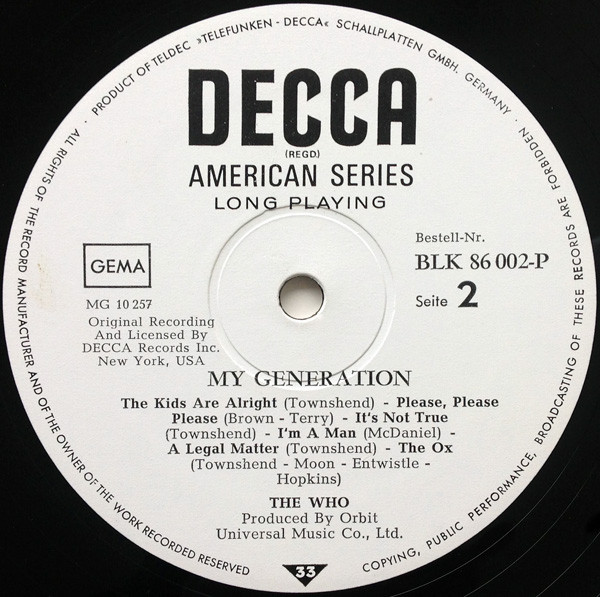 ALL RIGHTS OF THE RECORD MANUFACTURER AND OF THE OWNER OF THE WORK RECORDED RESERVED · PRODUCT OF TELDEC »TELEFUNKEN - DECCA« SCHALLPLATTEN GMBH. GERMANY · COPYING, PUBLIC PERFORMANCE, BROADCASTING OF THESE RECORDS ARE FORBIDDEN ·
DECCA
(REGD)
AMERICAN SERIES
LONG PLAYING
GEMA
MG 10 257
Original Recording
And Licensed By
DECCA Records Inc.
New York, USA
Bestell-Nr.
BLK 86 002-P
Seite 2
MY GENERATION
The Kids Are Alright (Townshend) - Please, Please
Please (Brown - Terry) - It's Not True
(Townshend) - I'm A Man (McDaniel) -
A Legal Matter (Townshend) - The Ox
(Townshend - Moon - Entwistle -
Hopkins)
THE WHO
Produced By Orbit
Universal Music Co., Ltd.
33